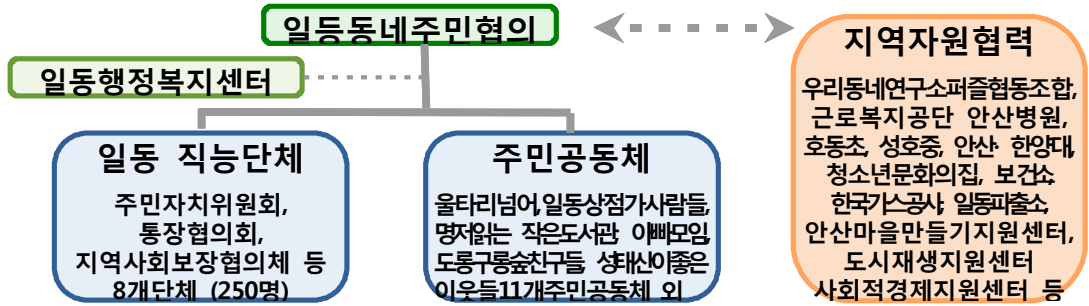 일등동네주민협의
일동행정복지센터
일동 직능단체
주민자치위원회,
통장협의회,
지역사회보장협의체 등
8개단체 (250명)
주민공동체
울타리넘어,일동상점가사람들,
명저읽는 작은도서관, 아빠모임,
도롱구롱숲친구들, 성태산이좋은
이웃들11개주민공동체 외
지역자원협력
우리동네연구소퍼즐협동조합,
근로복지공단 안산병원,
호동초, 성호중, 안산· 한양대,
청소년문화의집, 보건소,
한국가스공사, 일동파출소,
안산마을만들기지원센터,
도시재생지원센터
사회적경제지원센터 등